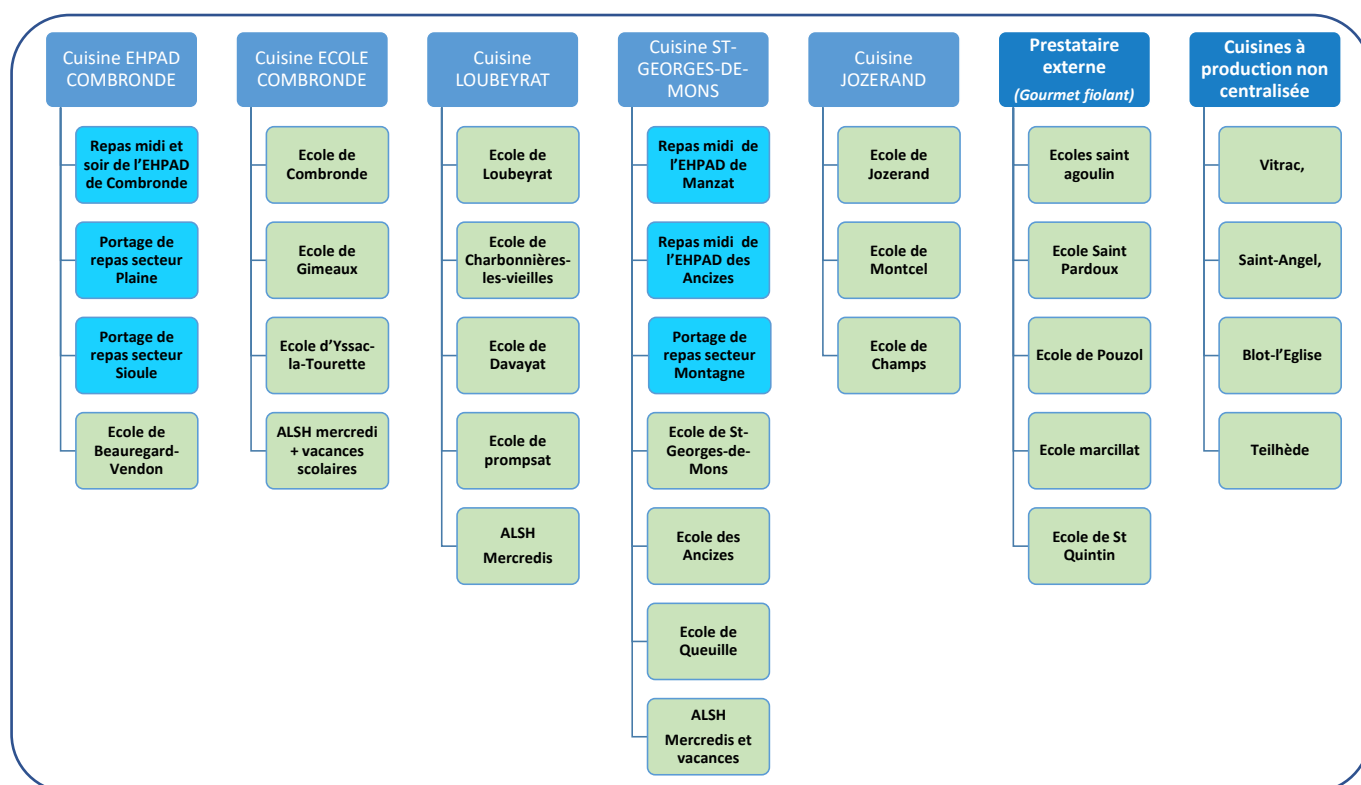 Cuisine EHPAD
COMBRONDE
Repas midi et
soir de l’EHPAD
de Combronde
Portage de
repas secteur
Plaine
Portage de
repas secteur
Sioule
Ecole de
Beauregard-
Vendon
Cuisine ECOLE
COMBRONDE
Ecole de
Combronde
Ecole de
Gimeaux
Ecole d’Yssac-
la-Tourette
ALSH mercredi
+ vacances
scolaires
Cuisine
LOUBEYRAT
Ecole de
Loubeyrat
Ecole de
Charbonnières-
les-vieilles
Ecole de
Davayat
Ecole de
prompsat
ALSH
Mercredis
Cuisine ST-
GEORGES-DE-
MONS
Repas midi de
l’EHPAD de
Manzat
Repas midi de
l’EHPAD des
Ancizes
Portage de
repas secteur
Montagne
Ecole de St-
Georges-de-
Mons
Ecole des
Ancizes
Ecole de
Queuille
ALSH
Mercredis et
vacances
Cuisine
JOZERAND
Ecole de
Jozerand
Ecole de
Montcel
Ecole de
Champs
Prestataire
externe
(Gourmet fiolant)
Ecoles saint
agoulin
Ecole Saint
Pardoux
Ecole de Pouzol
Ecole marcillat
Ecole de St
Quintin
Cuisines à
production non
centralisée
Vitrac,
Saint-Angel,
Blot-l’Eglise
Teilhède